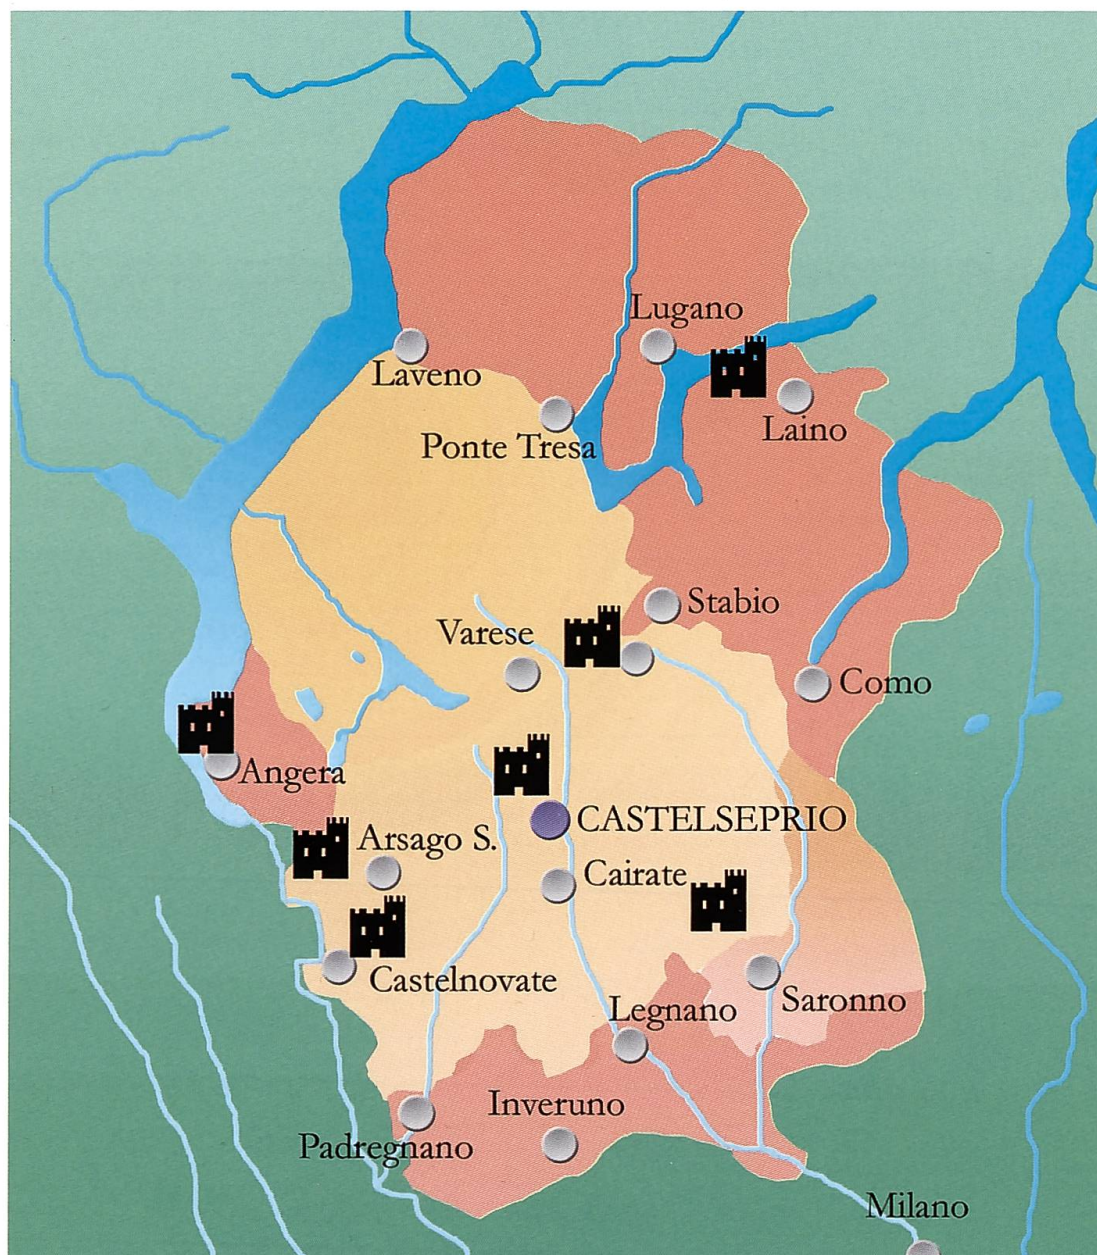 Lugano
Laveno
Laino
Ponte Tresa
Stabio
Varese
Como
Angera
CASTELSEPRIO
Arsago S.
Cairate
Castelnovate
Saronno
Legnano
Inveruno
Padregnano
Milano